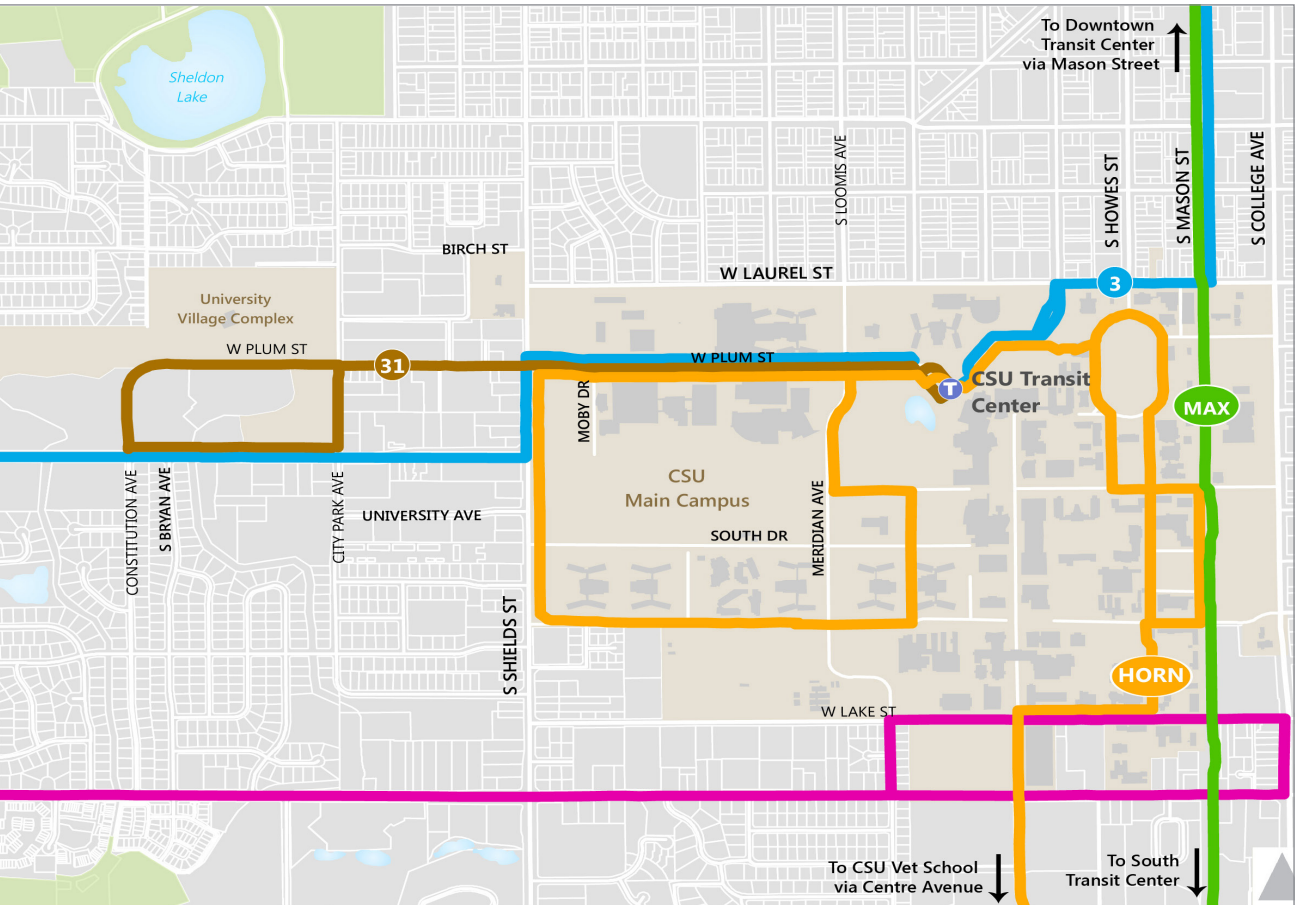 To Downtown
Transit Center
via Mason Street
Sheldon
Lake
S LOOMIS AVE
S HOWES ST
S MASON ST
S COLLEGE AVE
BIRCH ST
W LAUREL ST
3
University
Village Complex
W PLUM ST
31
W PLUM ST
T
CSU Transit
Center
MAX
MOBY DR
CSU
Main Campus
CONSTITUTION AVE
S BRYAN AVE
CITY PARK AVE
UNIVERSITY AVE
SOUTH DR
MERIDIAN AVE
S SHIELDS ST
HORN
W LAKE ST
To CSU Vet School
via Centre Avenue
To South
Transit Center